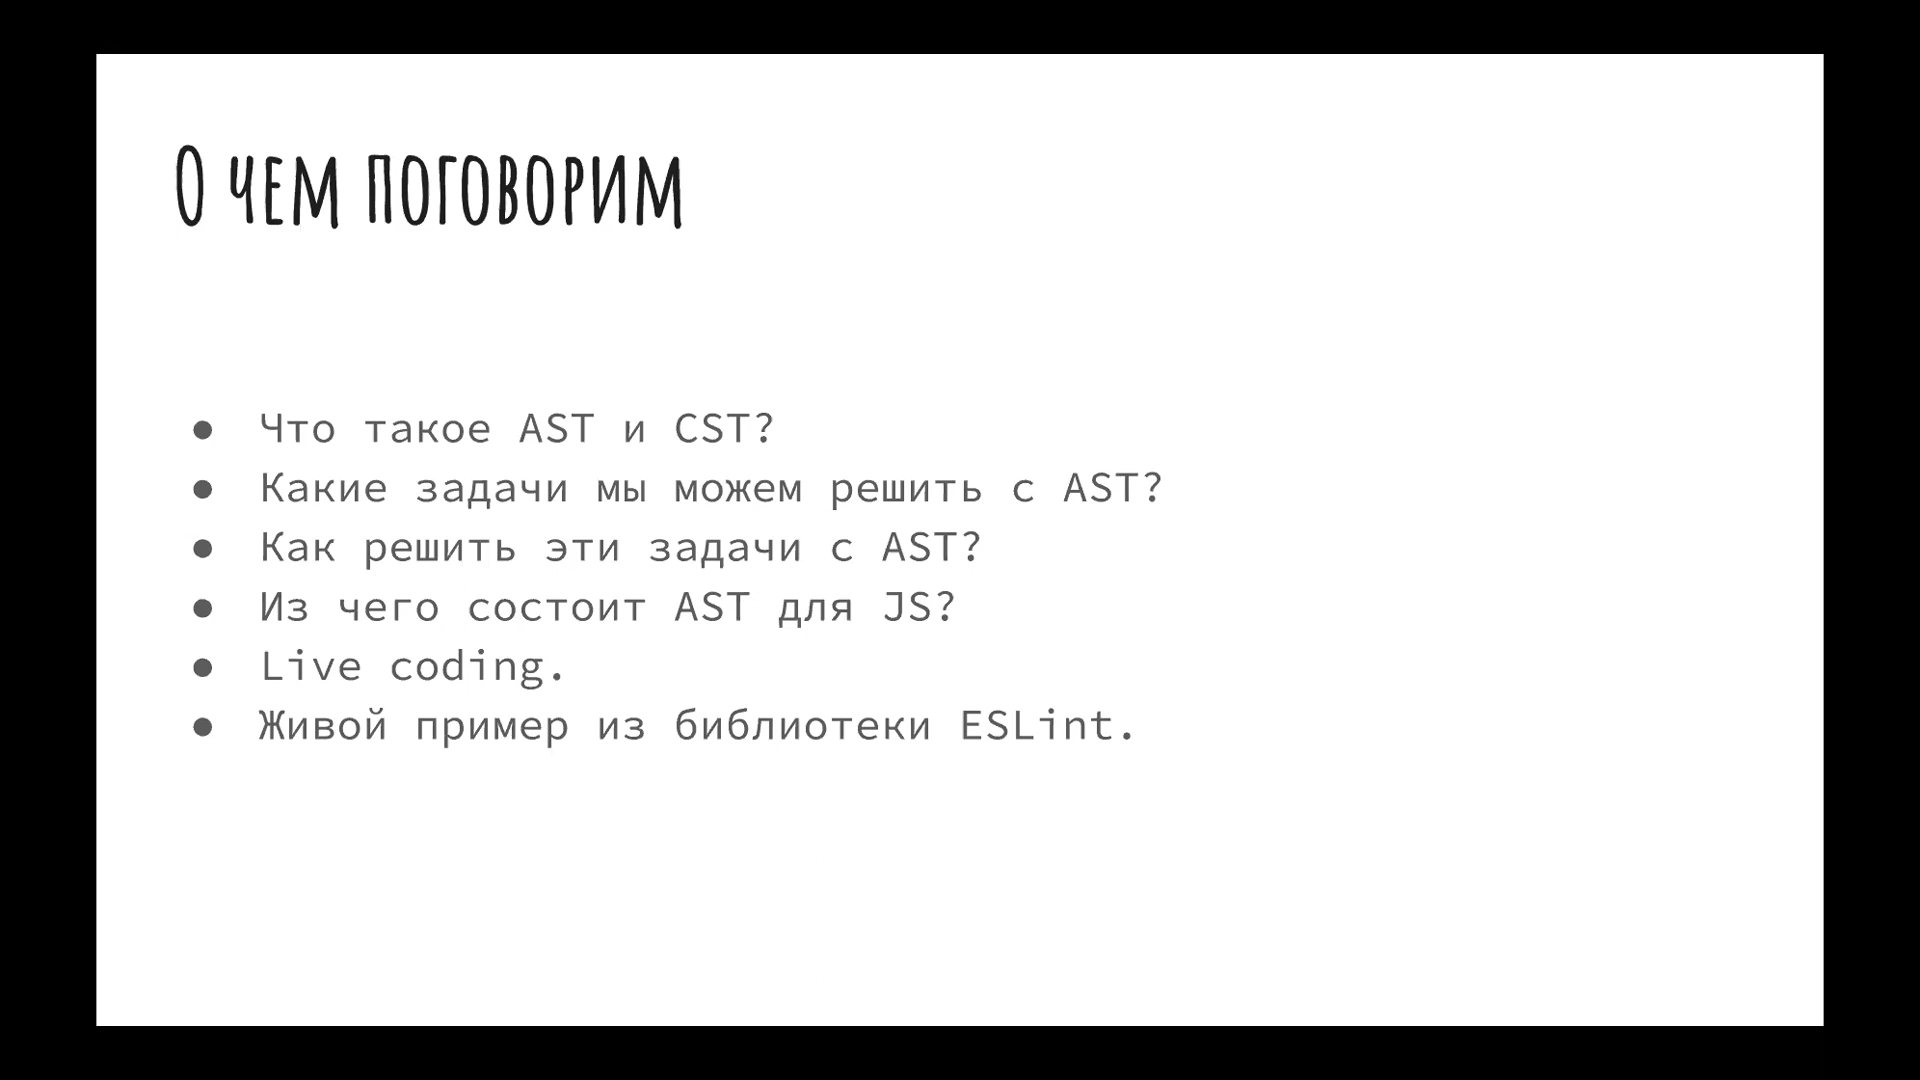 О чем поговорим
● Что такое AST и CST?
● Какие задачи мы можем решить с AST?
● Как решить эти задачи с AST?
● Из чего состоит AST для JS?
● Live coding.
● Живой пример из библиотеки ESLint.